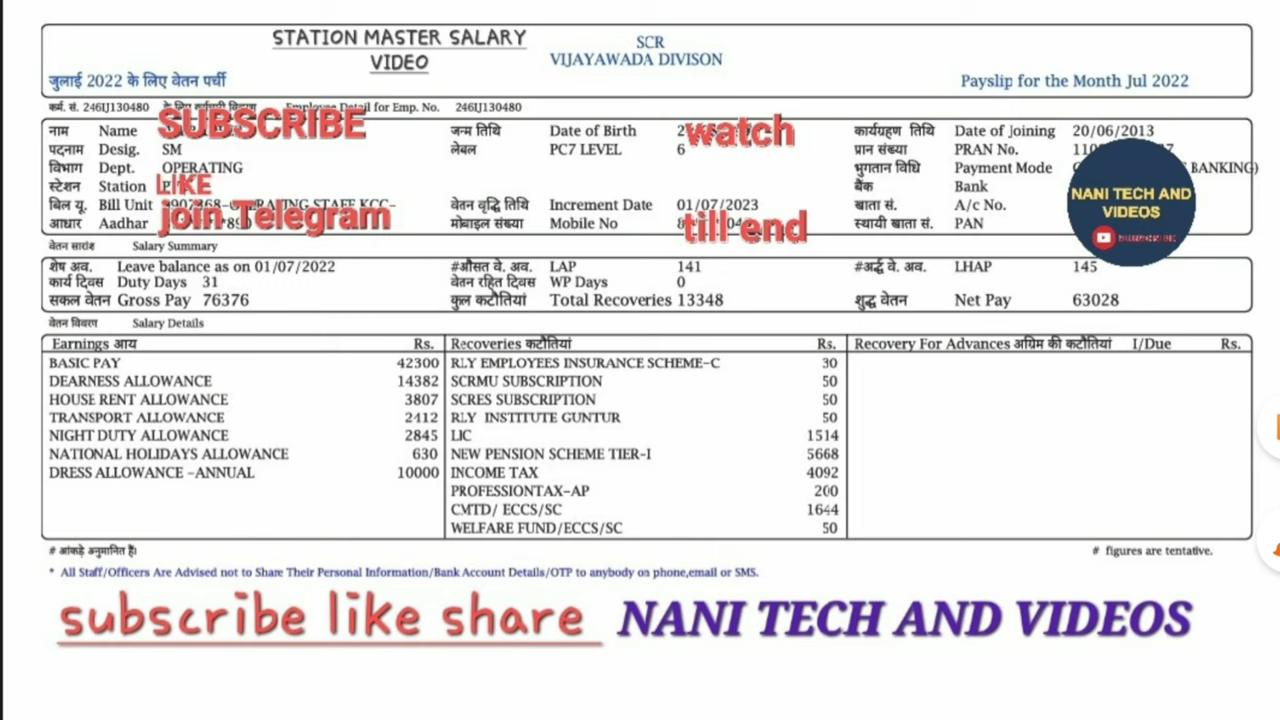 STATION MASTER SALARY
VIDEO
SCR
VIJAYAWADA DIVISON
जुलाई 2022 के लिए वेतन पर्ची
Payslip for the Month Jul 2022
कर्म. सं. 246IJ130480 Employee Detail for Emp. No. 246IJ130480
नाम Name SUBSCRIBE जन्म तिथि Date of Birth 2 watch कार्यग्रहण तिथि Date of Joining 20/06/2013
पदनाम Desig. SM लेबल PC7 LEVEL 6 प्रान संख्या PRAN No.
विभाग Dept. OPERATING भुगतान विधि Payment Mode BANKING)
स्टेशन Station LIKE बैंक Bank
बिल यू. Bill Unit OPERATING STAFF KCC- वेतन वृद्धि तिथि Increment Date 01/07/2023 खाता सं. A/c No.
आधार Aadhar join Telegram मोबाइल संख्या Mobile No till end स्थायी खाता सं. PAN
NANI TECH AND
VIDEOS
SUBSCRIBE
वेतन सारांश Salary Summary
शेष अव. Leave balance as on 01/07/2022 #औसत वे. अव. LAP 141 #अर्द्ध वे. अव. LHAP 145
कार्य दिवस Duty Days 31 वेतन रहित दिवस WP Days 0
सकल वेतन Gross Pay 76376 कुल कटौतियां Total Recoveries 13348 शुद्ध वेतन Net Pay 63028
वेतन विवरण Salary Details
Earnings आय Rs. Recoveries कटौतियां Rs. Recovery For Advances अग्रिम की कटौतियां I/Due Rs.
BASIC PAY 42300 RLY EMPLOYEES INSURANCE SCHEME-C 30
DEARNESS ALLOWANCE 14382 SCRMU SUBSCRIPTION 50
HOUSE RENT ALLOWANCE 3807 SCRES SUBSCRIPTION 50
TRANSPORT ALLOWANCE 2412 RLY INSTITUTE GUNTUR 50
NIGHT DUTY ALLOWANCE 2845 LIC 1514
NATIONAL HOLIDAYS ALLOWANCE 630 NEW PENSION SCHEME TIER-I 5668
DRESS ALLOWANCE -ANNUAL 10000 INCOME TAX 4092
PROFESSIONTAX-AP 200
CMTD/ ECCS/SC 1644
WELFARE FUND/ECCS/SC 50
# आंकड़े अनुमानित हैं।
# figures are tentative.
* All Staff/Officers Are Advised not to Share Their Personal Information/Bank Account Details/OTP to anybody on phone,email or SMS.
subscribe like share NANI TECH AND VIDEOS